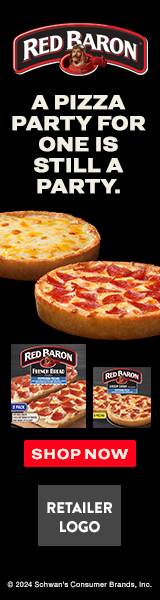 RED BARON
A PIZZA
PARTY FOR
ONE IS
STILL A
PARTY.
RED BARON
FRENCH BREAD
RED BARON
SHOP NOW
RETAILER
LOGO
© 2024 Schwan's Consumer Brands, Inc.